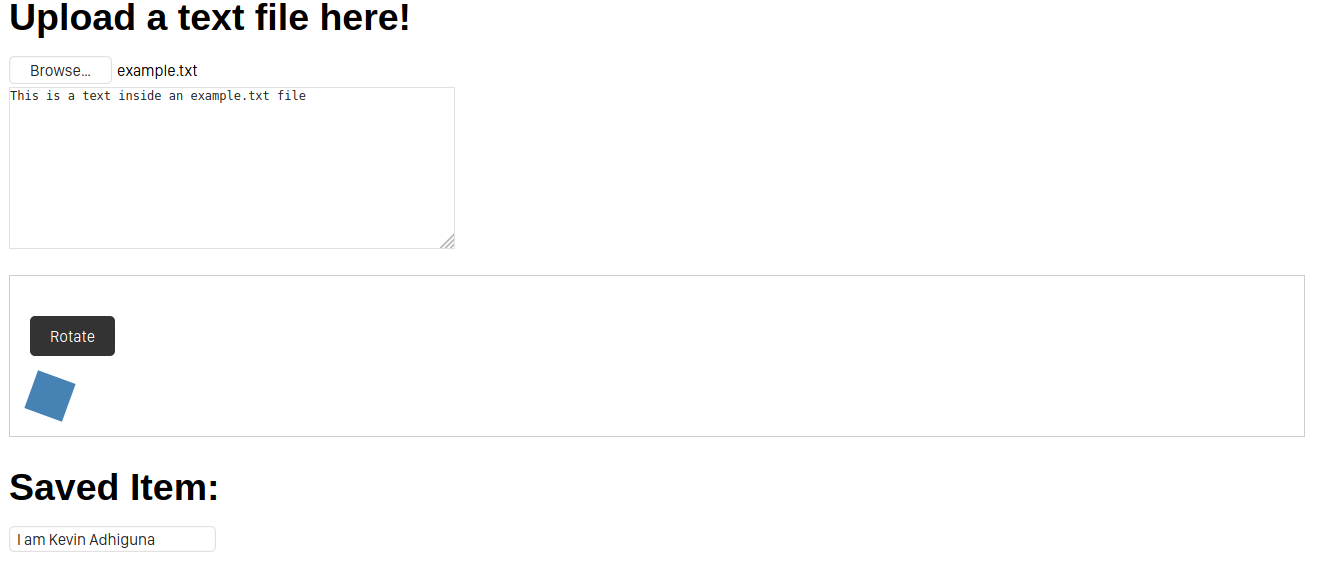 Upload a text file here!
Browse... example.txt
This is a text inside an example.txt file
Rotate
Saved Item:
I am Kevin Adhiguna